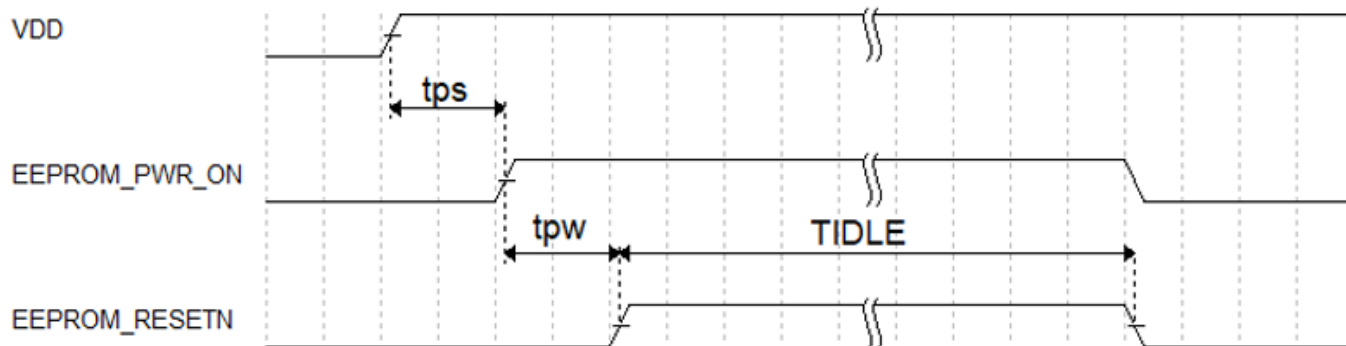 VDD
tps
EEPROM_PWR_ON
tpw
TIDLE
EEPROM_RESETN